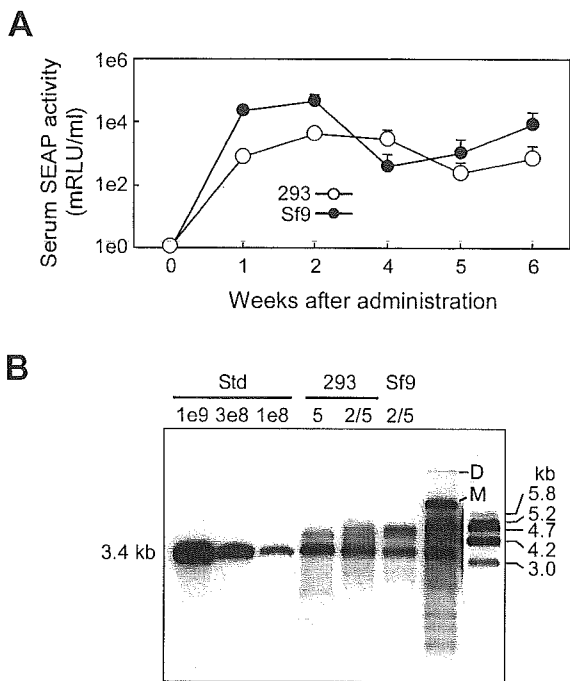 A
Serum SEAP activity
(mRLU/ml)
1e6
1e4
1e2
1e0
293
Sf9
0 1 2 4 5 6
Weeks after administration
B
Std 293 Sf9
1e9 3e8 1e8 5 2/5 2/5
D
M
kb
5.8
5.2
4.7
4.2
3.0
3.4 kb